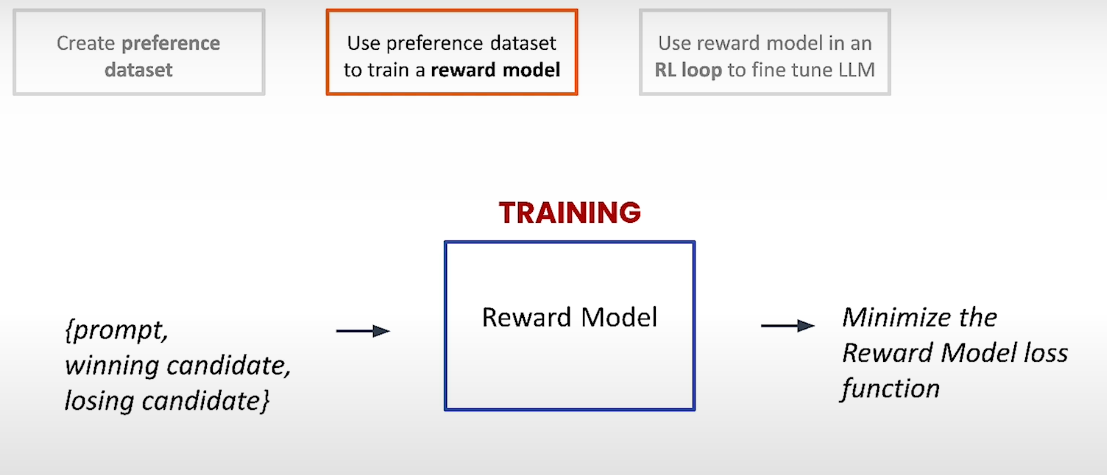 Create preference
dataset
Use preference dataset
to train a reward model
Use reward model in an
RL loop to fine tune LLM
TRAINING
{prompt,
winning candidate,
losing candidate}
Reward Model
Minimize the
Reward Model loss
function